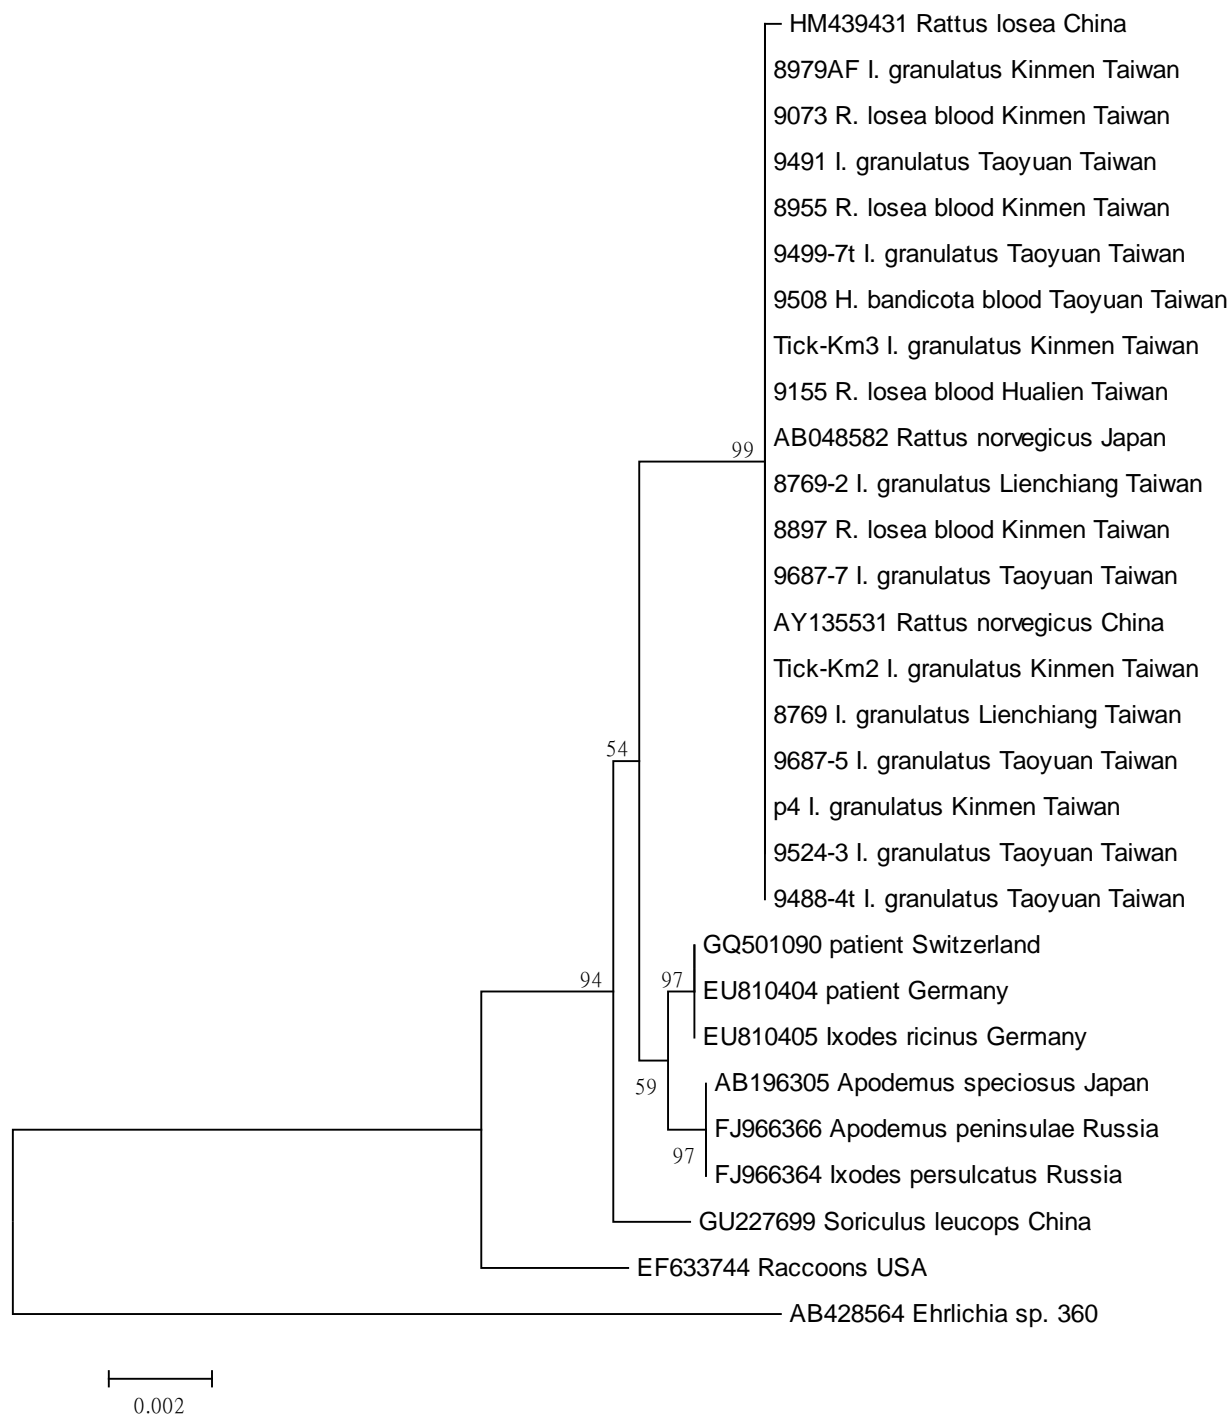 HM439431 Rattus losea China
8979AF I. granulatus Kinmen Taiwan
9073 R. losea blood Kinmen Taiwan
9491 I. granulatus Taoyuan Taiwan
8955 R. losea blood Kinmen Taiwan
9499-7t I. granulatus Taoyuan Taiwan
9508 H. bandicota blood Taoyuan Taiwan
Tick-Km3 I. granulatus Kinmen Taiwan
9155 R. losea blood Hualien Taiwan
AB048582 Rattus norvegicus Japan
99
8769-2 I. granulatus Lienchiang Taiwan
8897 R. losea blood Kinmen Taiwan
9687-7 I. granulatus Taoyuan Taiwan
AY135531 Rattus norvegicus China
Tick-Km2 I. granulatus Kinmen Taiwan
8769 I. granulatus Lienchiang Taiwan
54
9687-5 I. granulatus Taoyuan Taiwan
p4 I. granulatus Kinmen Taiwan
9524-3 I. granulatus Taoyuan Taiwan
9488-4t I. granulatus Taoyuan Taiwan
GQ501090 patient Switzerland
94
97
EU810404 patient Germany
EU810405 Ixodes ricinus Germany
59
AB196305 Apodemus speciosus Japan
FJ966366 Apodemus peninsulae Russia
97
FJ966364 Ixodes persulcatus Russia
GU227699 Soriculus leucops China
EF633744 Raccoons USA
AB428564 Ehrlichia sp. 360
0.002